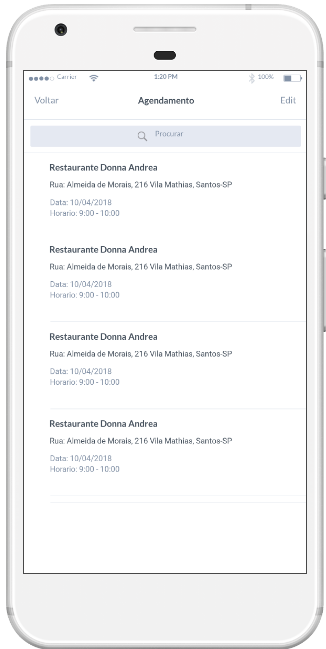 Carrier 1:20 PM 100%
Voltar Agendamento Edit
Procurar
Restaurante Donna Andrea
Rua: Almeida de Morais, 216 Vila Mathias, Santos-SP
Data: 10/04/2018
Horario: 9:00 - 10:00
Restaurante Donna Andrea
Rua: Almeida de Morais, 216 Vila Mathias, Santos-SP
Data: 10/04/2018
Horario: 9:00 - 10:00
Restaurante Donna Andrea
Rua: Almeida de Morais, 216 Vila Mathias, Santos-SP
Data: 10/04/2018
Horario: 9:00 - 10:00
Restaurante Donna Andrea
Rua: Almeida de Morais, 216 Vila Mathias, Santos-SP
Data: 10/04/2018
Horario: 9:00 - 10:00